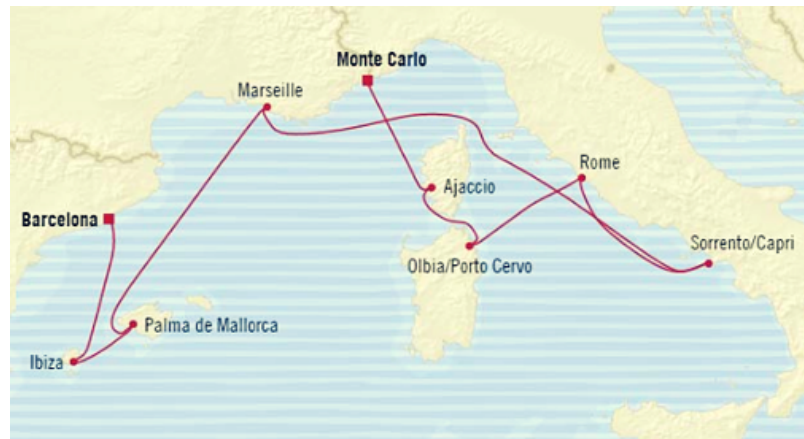 Monte Carlo
Marseille
Rome
Ajaccio
Barcelona
Sorrento/Capri
Olbia/Porto Cervo
Palma de Mallorca
Ibiza